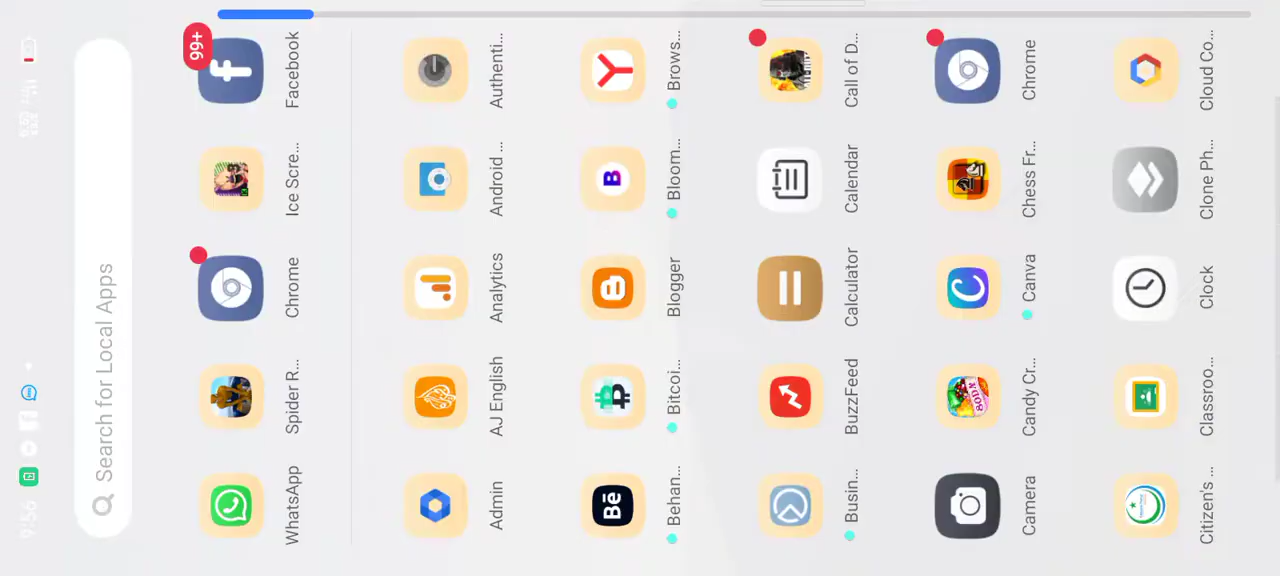 9:56
Search for Local Apps
WhatsApp Spider R... Chrome Ice Scre... Facebook
99+
Admin AJ English Analytics Android ... Authenti...
Behan... Bitcoi... Blogger Bloom... Brows...
Busin... BuzzFeed Calculator Calendar Call of D...
Camera Candy Cr... Canva Chess Fr... Chrome
Citizen's ... Classroo... Clock Clone Ph... Cloud Co...